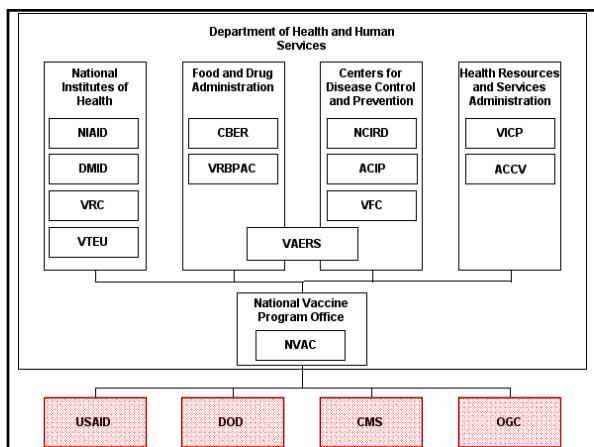 Department of Health and Human
Services
National
Institutes of
Health
NIAID
DMID
VRC
VTEU
Food and Drug
Administration
CBER
VRBPAC
Centers for
Disease Control
and Prevention
NCIRD
ACIP
VFC
VAERS
Health Resources
and Services
Administration
VICP
ACCV
National Vaccine
Program Office
NVAC
USAID
DOD
CMS
OGC